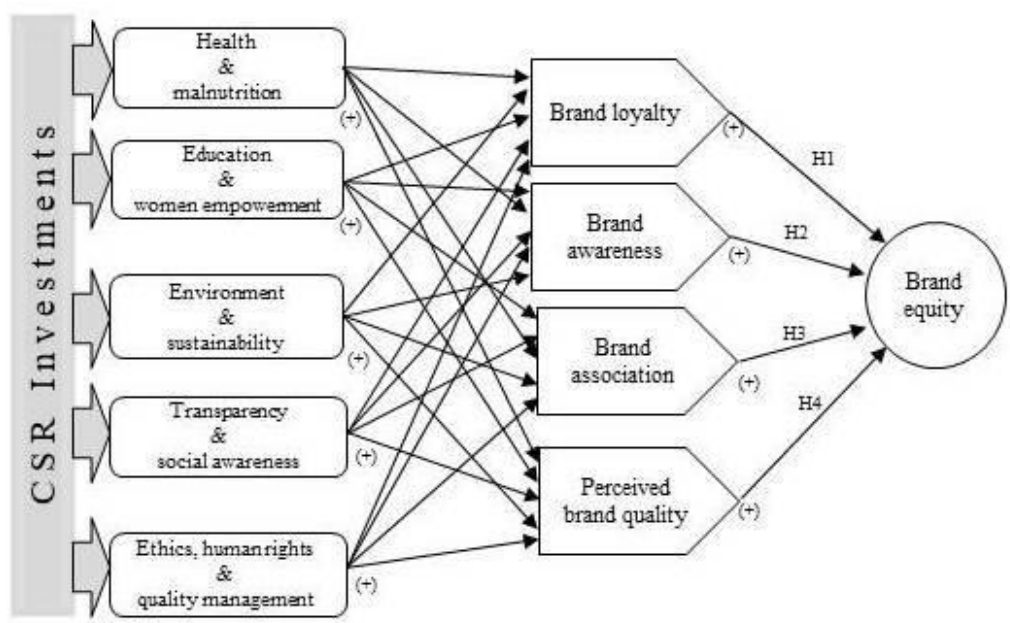 CSR Investments
Health
&
malnutrition
(+)
Education
&
women empowerment
(+)
Environment
&
sustainability
(+)
Transparency
&
social awareness
(+)
Ethics, human rights
&
quality management
(+)
Brand loyalty
(+)
Brand
awareness
(+)
Brand
association
(+)
Perceived
brand quality
(+)
H1
H2
H3
H4
Brand
equity